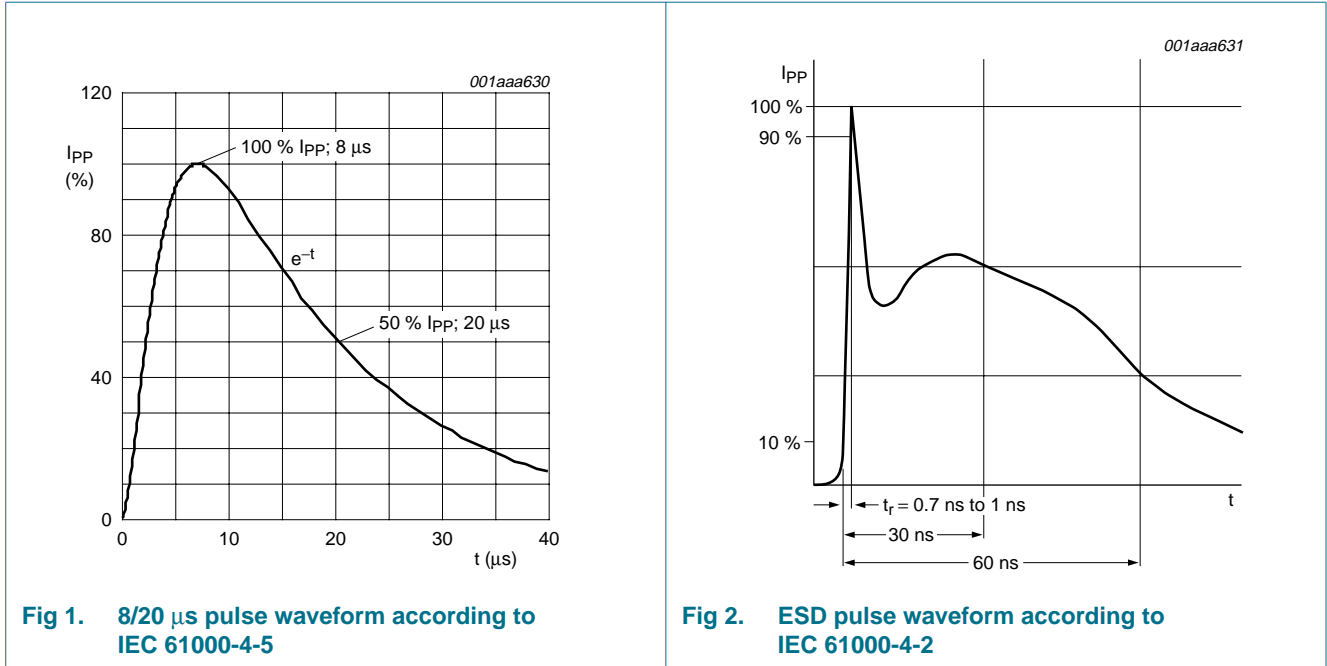 001aaa630
120
IPP
(%)
80
40
0
0
10
20
30
40
t (μs)
100 % IPP; 8 μs
e−t
50 % IPP; 20 μs
Fig 1. 8/20 μs pulse waveform according to
IEC 61000-4-5
001aaa631
IPP
100 %
90 %
10 %
t
tr = 0.7 ns to 1 ns
30 ns
60 ns
Fig 2. ESD pulse waveform according to
IEC 61000-4-2